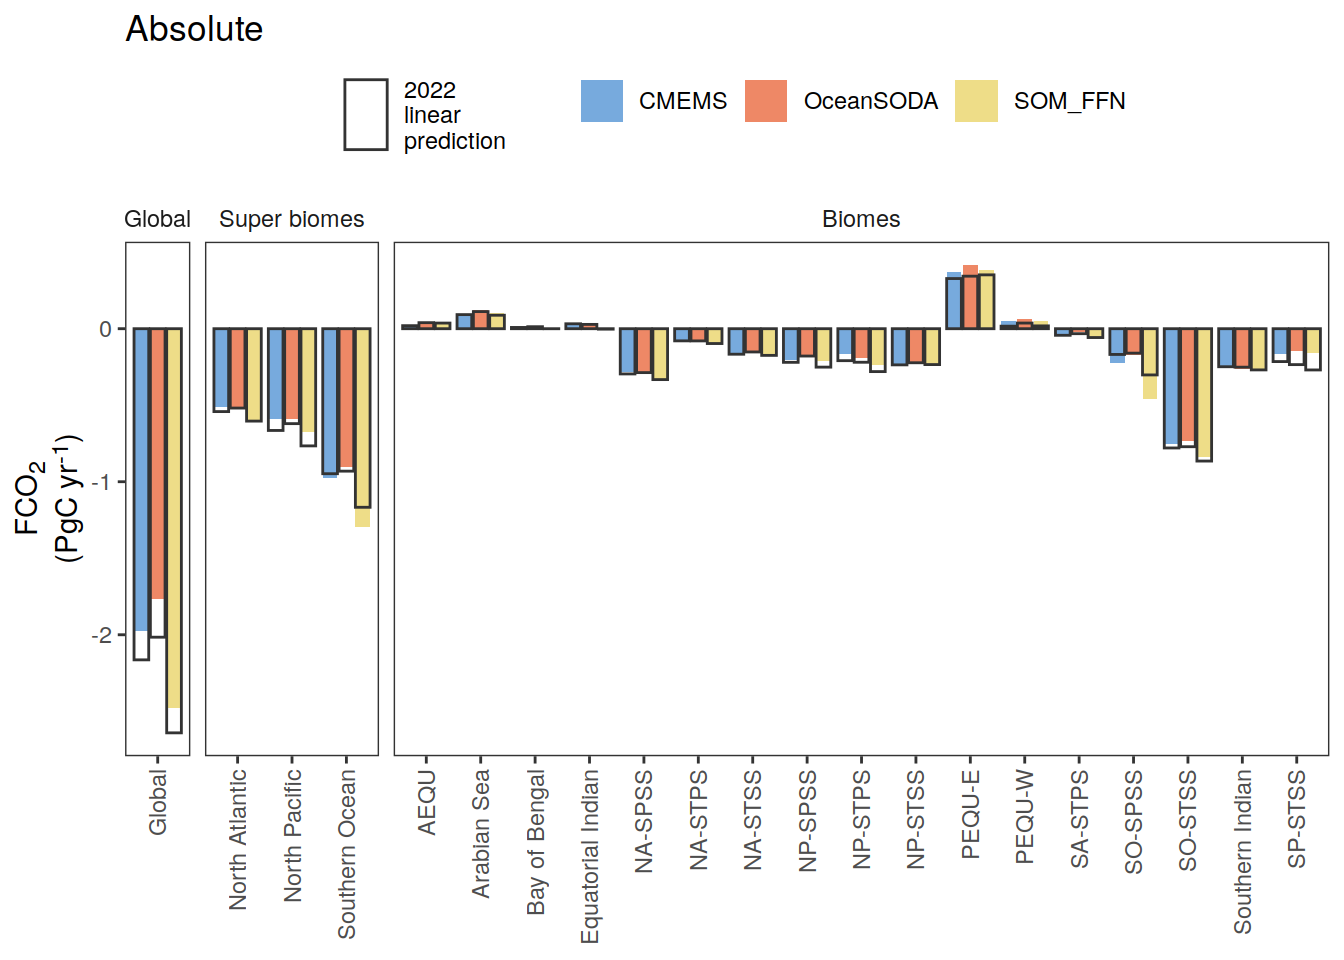 Absolute
2022
linear
prediction
CMEMS
OceanSODA
SOM_FFN
Global
Super biomes
Biomes
FCO₂
(PgC yr⁻¹)
0
-1
-2
Global
North Atlantic
North Pacific
Southern Ocean
AEQU
Arabian Sea
Bay of Bengal
Equatorial Indian
NA-SPSS
NA-STPS
NA-STSS
NP-SPSS
NP-STPS
NP-STSS
PEQU-E
PEQU-W
SA-STPS
SO-SPSS
SO-STSS
Southern Indian
SP-STSS